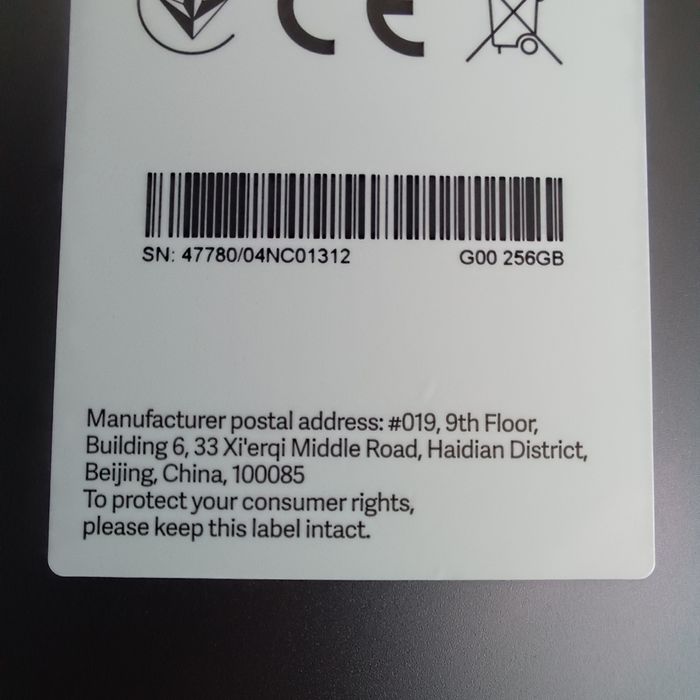 CE
SN: 47780/04NC01312 G00 256GB
Manufacturer postal address: #019, 9th Floor,
Building 6, 33 Xi'erqi Middle Road, Haidian District,
Beijing, China, 100085
To protect your consumer rights,
please keep this label intact.